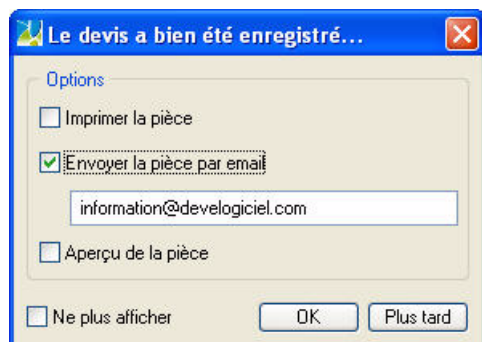 Le devis a bien été enregistré...
Options
Imprimer la pièce
Envoyer la pièce par email
information@develogiciel.com
Aperçu de la pièce
Ne plus afficher OK Plus tard